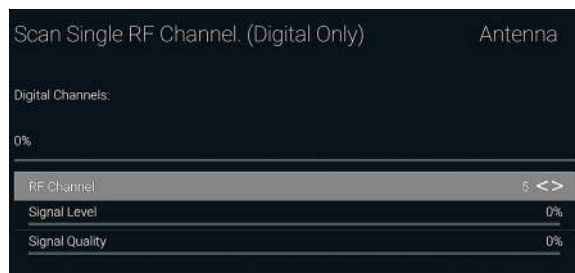 Scan Single RF Channel. (Digital Only) Antenna
Digital Channels:
0%
RF Channel 5 <>
Signal Level 0%
Signal Quality 0%